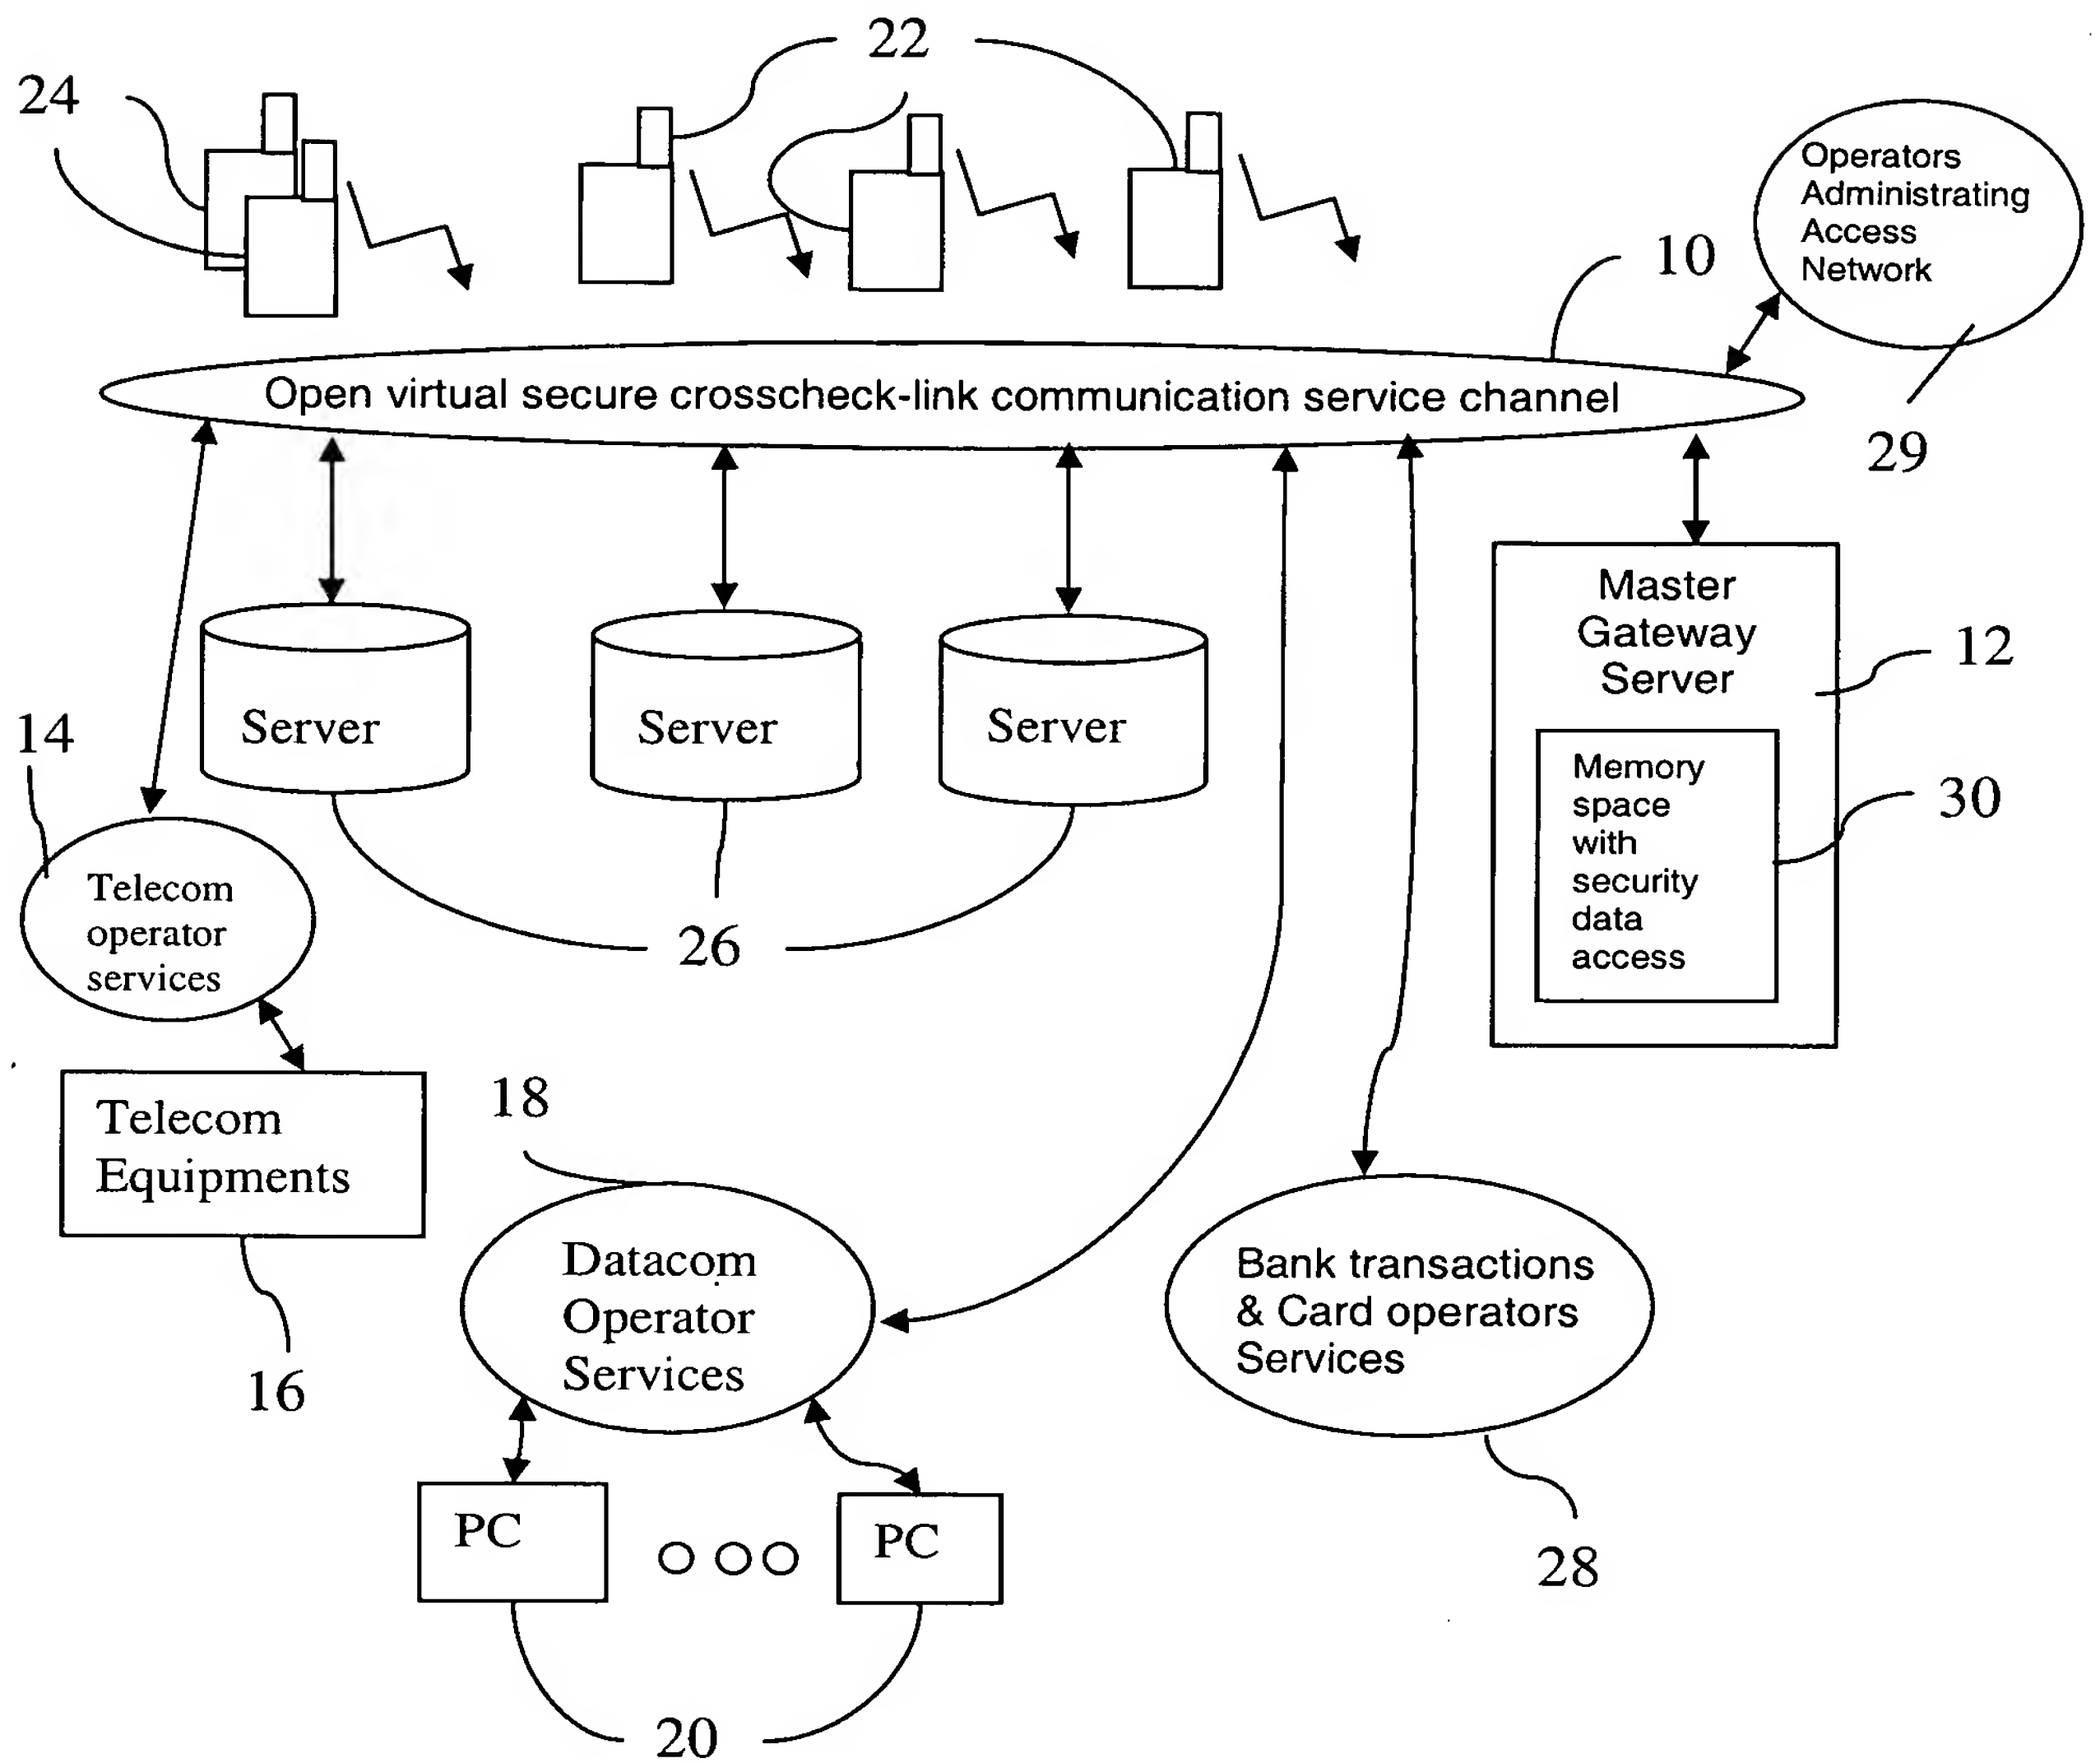 22
24
Operators
Administrating
Access
Network
10
Open virtual secure crosscheck-link communication service channel
29
Master
Gateway
Server
12
Server
Server
Server
14
Memory
space
with
security
data
access
30
Telecom
operator
services
26
Telecom
Equipments
18
16
Datacom
Operator
Services
Bank transactions
& Card operators
Services
PC
PC
28
20